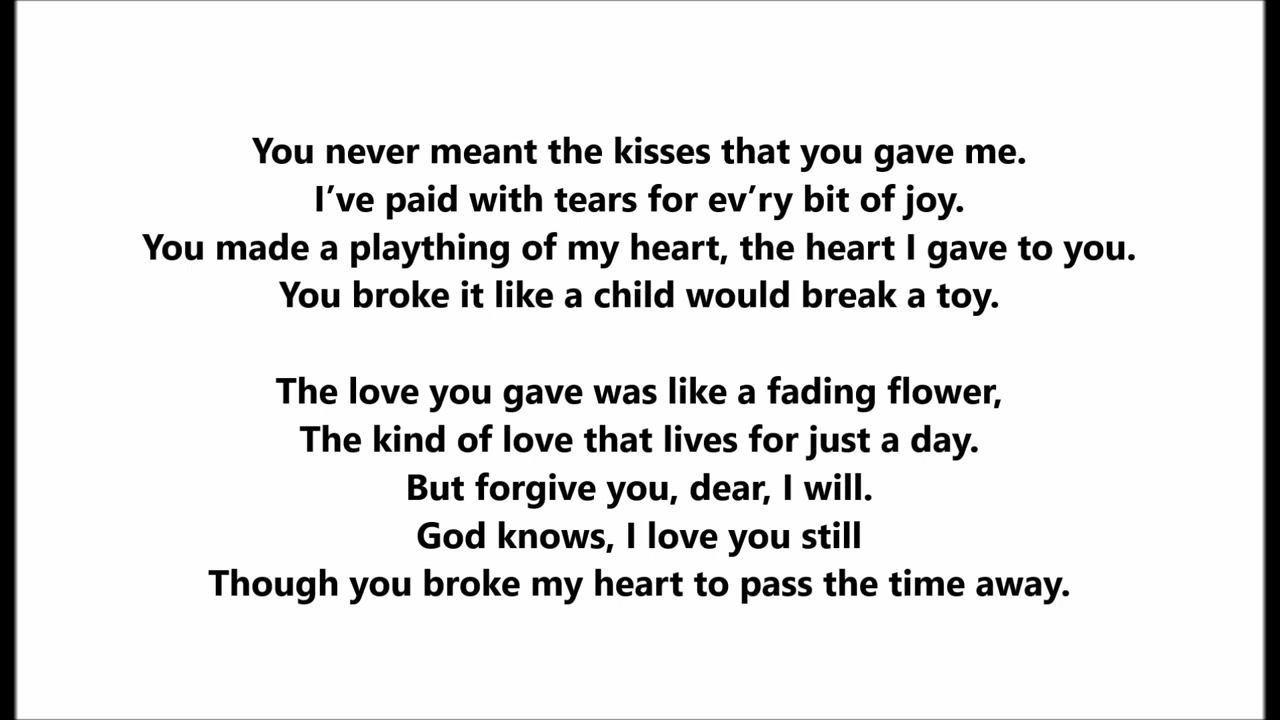 You never meant the kisses that you gave me.
I’ve paid with tears for ev’ry bit of joy.
You made a plaything of my heart, the heart I gave to you.
You broke it like a child would break a toy.
The love you gave was like a fading flower,
The kind of love that lives for just a day.
But forgive you, dear, I will.
God knows, I love you still
Though you broke my heart to pass the time away.